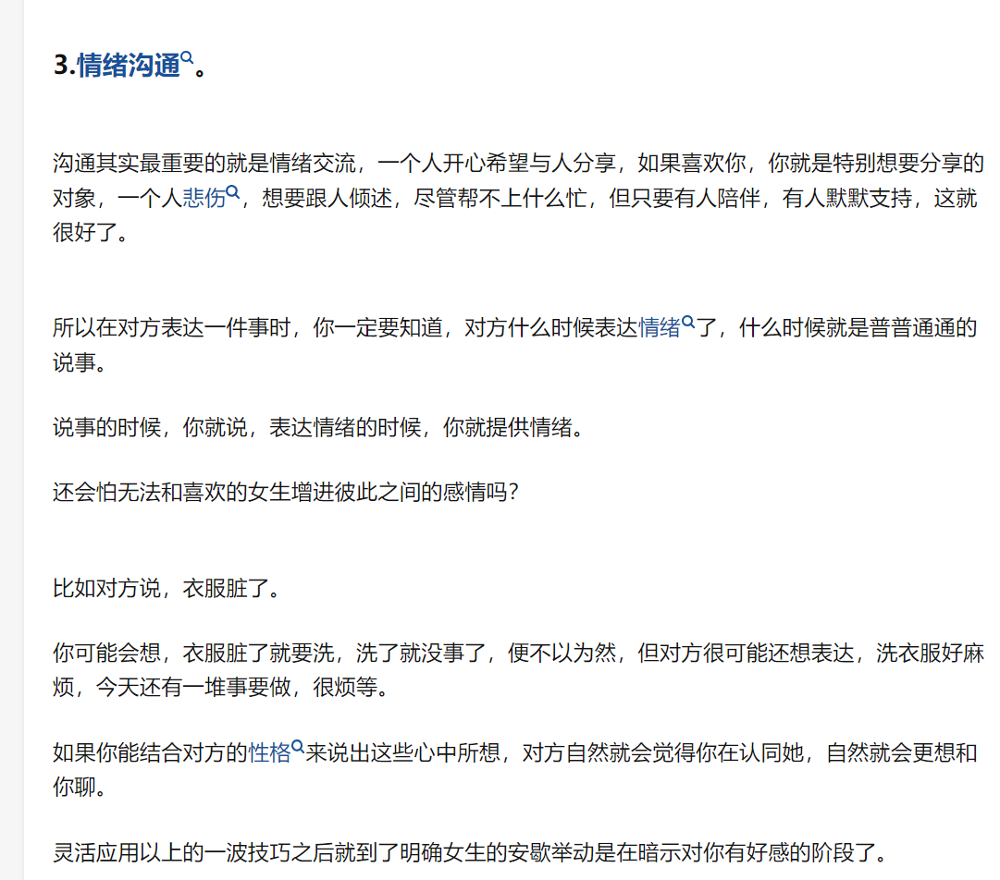 3.情绪沟通。
沟通其实最重要的就是情绪交流，一个人开心希望与人分享，如果喜欢你，你就是特别想要分享的
对象，一个人悲伤，想要跟人倾述，尽管帮不上什么忙，但只要有人陪伴，有人默默支持，这就
很好了。
所以在对方表达一件事时，你一定要知道，对方什么时候表达情绪了，什么时候就是普普通通的
说事。
说事的时候，你就说，表达情绪的时候，你就提供情绪。
还会怕无法和喜欢的女生增进彼此之间的感情吗？
比如对方说，衣服脏了。
你可能会想，衣服脏了就要洗，洗了就没事了，便不以为然，但对方很可能还想表达，洗衣服好麻
烦，今天还有一堆事要做，很烦等。
如果你能结合对方的性格来说出这些心中所想，对方自然就会觉得你在认同她，自然就会更想和
你聊。
灵活应用以上的一波技巧之后就到了明确女生的安歇举动是在暗示对你有好感的阶段了。